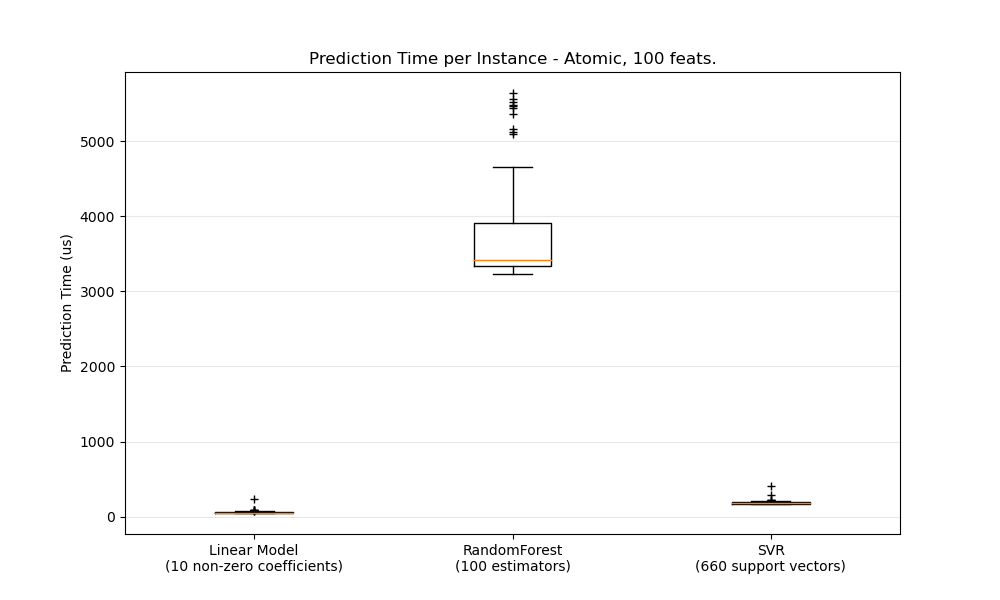 Prediction Time per Instance - Atomic, 100 feats.
Prediction Time (us)
5000
4000
3000
2000
1000
0
Linear Model
(10 non-zero coefficients)
RandomForest
(100 estimators)
SVR
(660 support vectors)